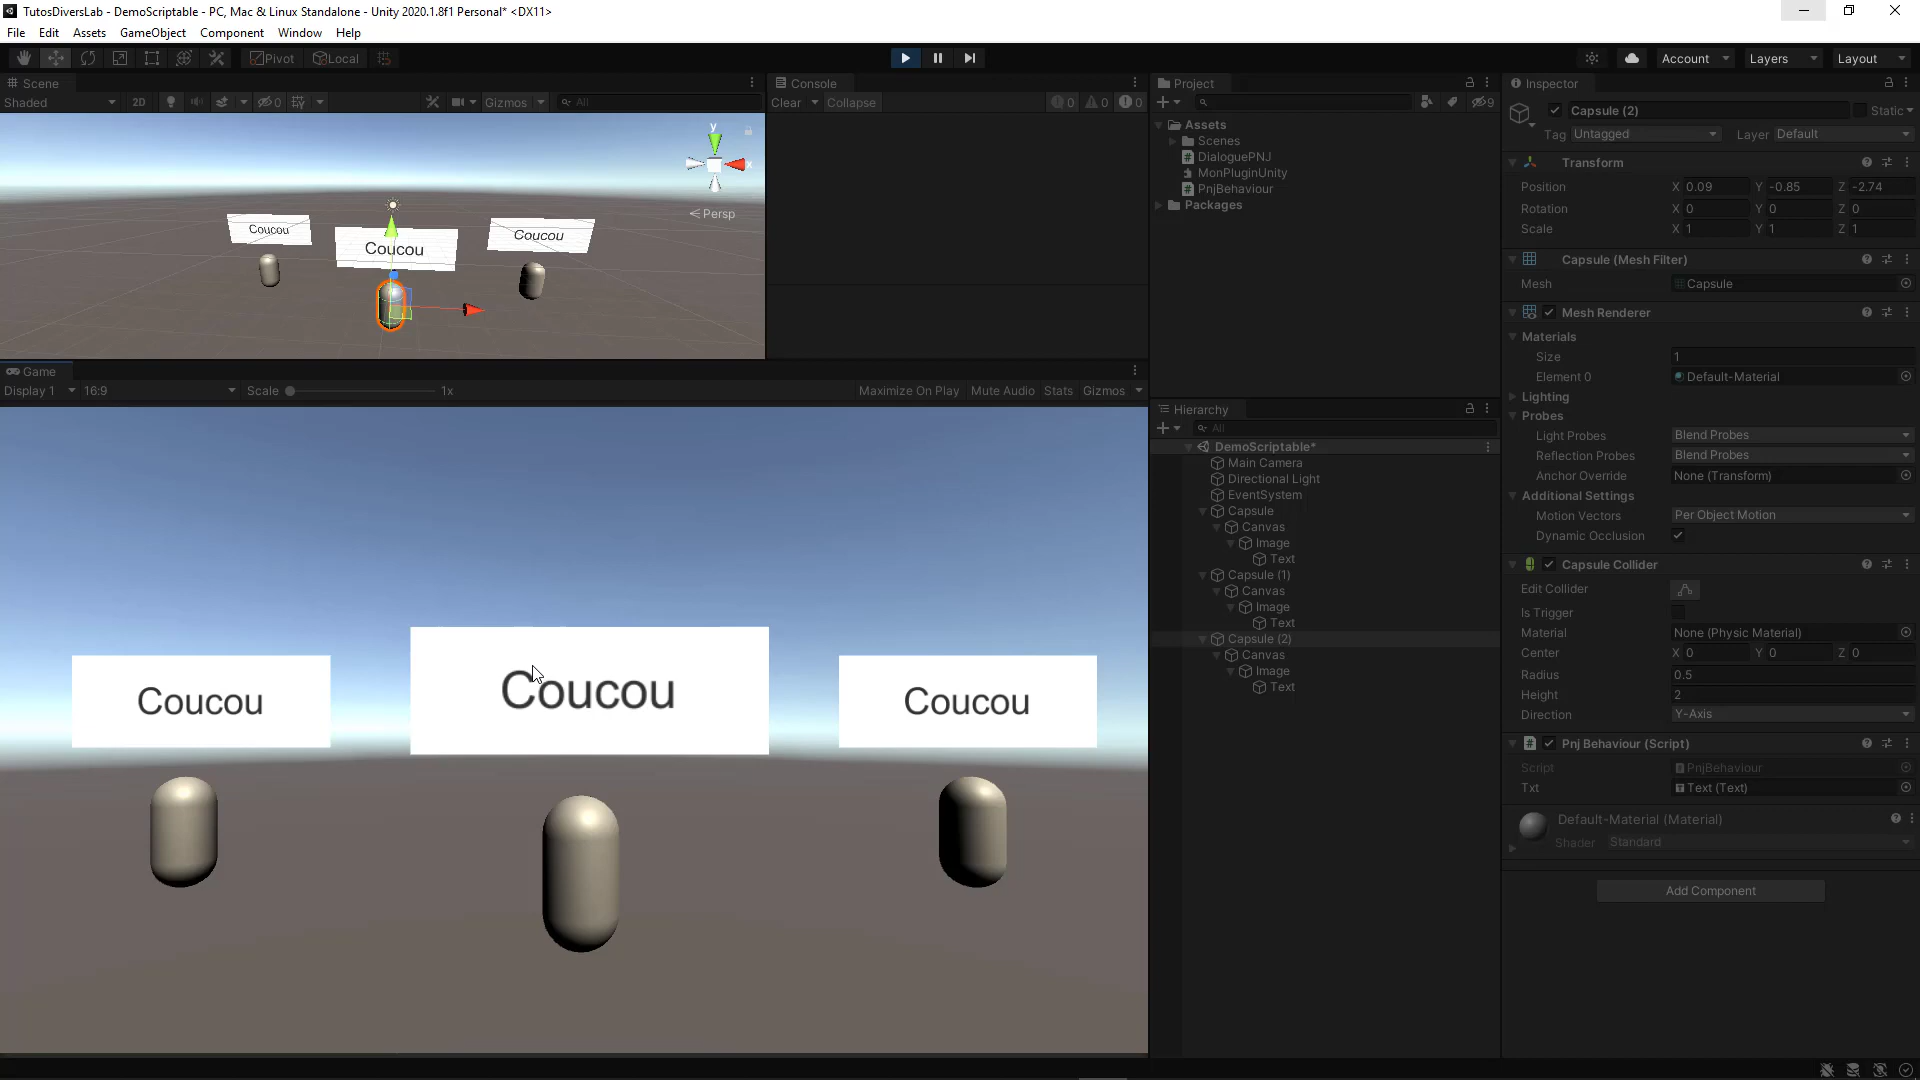 TutosDiversLab - DemoScriptable - PC, Mac & Linux Standalone - Unity 2020.1.8f1 Personal* <DX11>
File Edit Assets GameObject Component Window Help
Pivot Local
Account Layers Layout
Scene
Shaded 2D 0 Gizmos All
y
x
Persp
Coucou
Coucou
Coucou
Console
Clear Collapse 0 0 0
Game
Display 1 16:9 Scale 1x Maximize On Play Mute Audio Stats Gizmos
Coucou
Coucou
Coucou
Project
9
Assets
Scenes
DialoguePNJ
MonPluginUnity
PnjBehaviour
Packages
Hierarchy
All
DemoScriptable*
Main Camera
Directional Light
EventSystem
Capsule
Canvas
Image
Text
Capsule (1)
Canvas
Image
Text
Capsule (2)
Canvas
Image
Text
Inspector
Capsule (2) Static
Tag Untagged Layer Default
Transform
Position X 0.09 Y -0.85 Z -2.74
Rotation X 0 Y 0 Z 0
Scale X 1 Y 1 Z 1
Capsule (Mesh Filter)
Mesh Capsule
Mesh Renderer
Materials
Size 1
Element 0 Default-Material
Lighting
Probes
Light Probes Blend Probes
Reflection Probes Blend Probes
Anchor Override None (Transform)
Additional Settings
Motion Vectors Per Object Motion
Dynamic Occlusion
Capsule Collider
Edit Collider
Is Trigger
Material None (Physic Material)
Center X 0 Y 0 Z 0
Radius 0.5
Height 2
Direction Y-Axis
Pnj Behaviour (Script)
Script PnjBehaviour
Txt Text (Text)
Default-Material (Material)
Shader Standard
Add Component